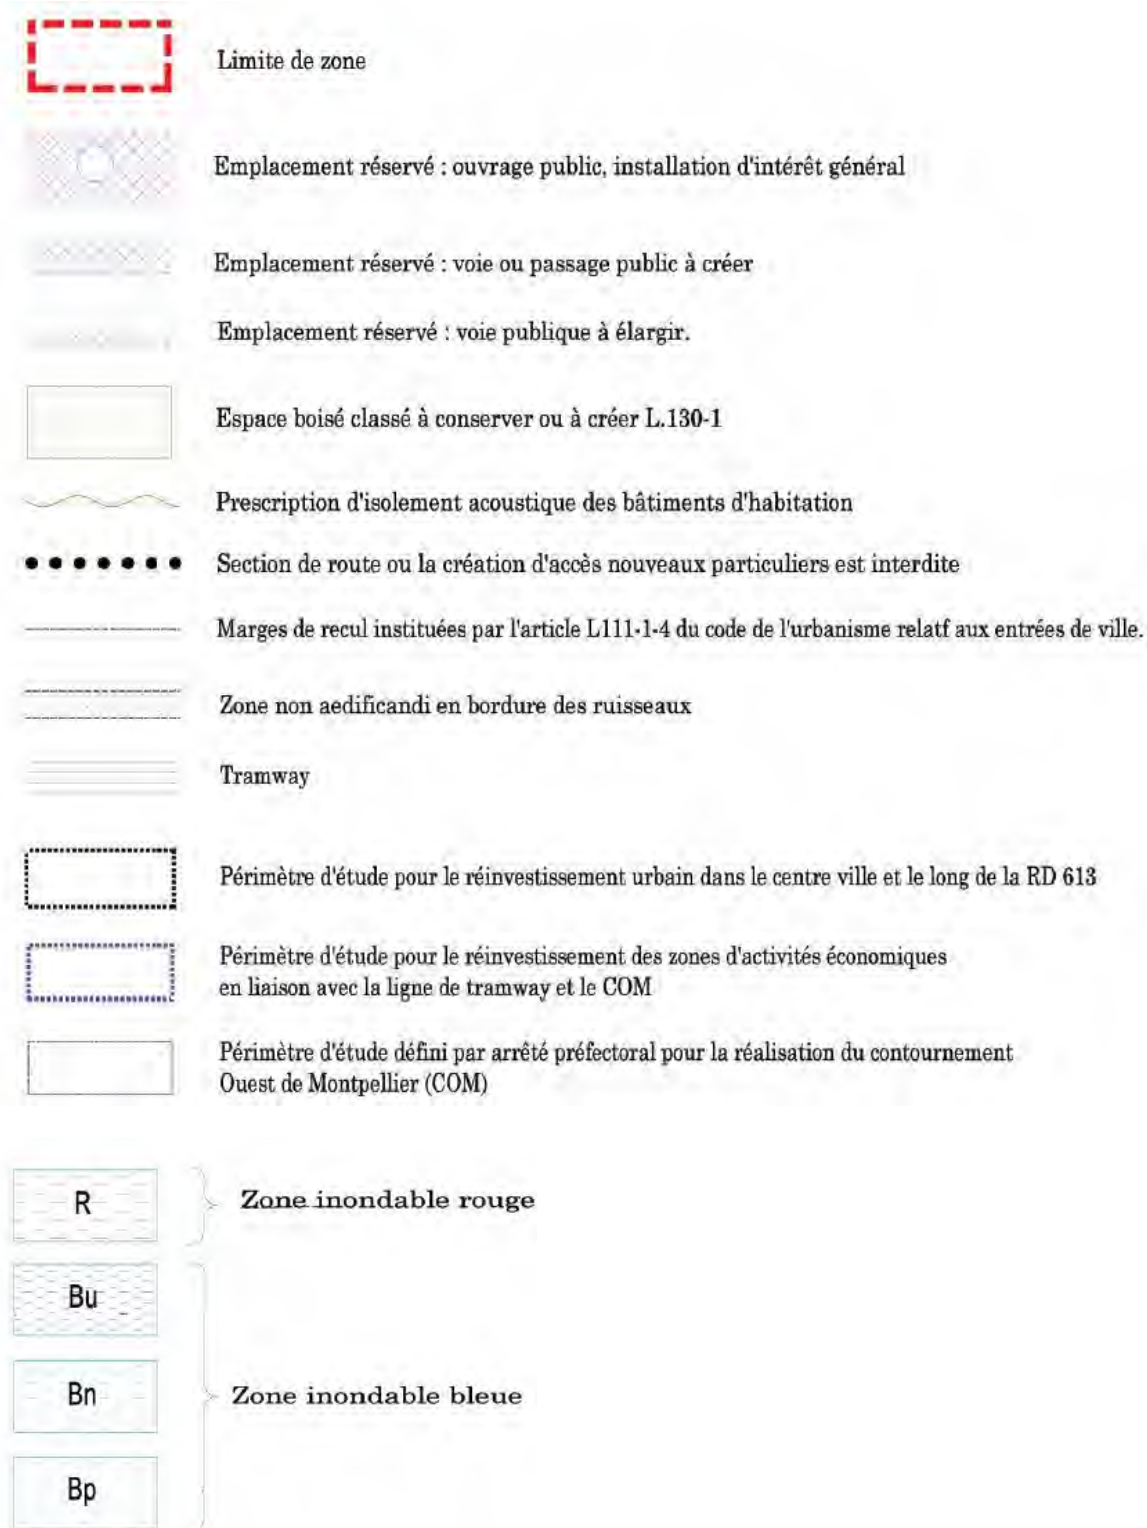 Limite de zone
Emplacement réservé : ouvrage public, installation d'intérêt général
Emplacement réservé : voie ou passage public à créer
Emplacement réservé : voie publique à élargir.
Espace boisé classé à conserver ou à créer L.130-1
Prescription d'isolement acoustique des bâtiments d'habitation
Section de route ou la création d'accès nouveaux particuliers est interdite
Marges de recul instituées par l'article L111-1-4 du code de l'urbanisme relatf aux entrées de ville.
Zone non aedificandi en bordure des ruisseaux
Tramway
Périmètre d'étude pour le réinvestissement urbain dans le centre ville et le long de la RD 613
Périmètre d'étude pour le réinvestissement des zones d'activités économiques
en liaison avec la ligne de tramway et le COM
Périmètre d'étude défini par arrêté préfectoral pour la réalisation du contournement
Ouest de Montpellier (COM)
R
Zone inondable rouge
Bu
Bn
Zone inondable bleue
Bp